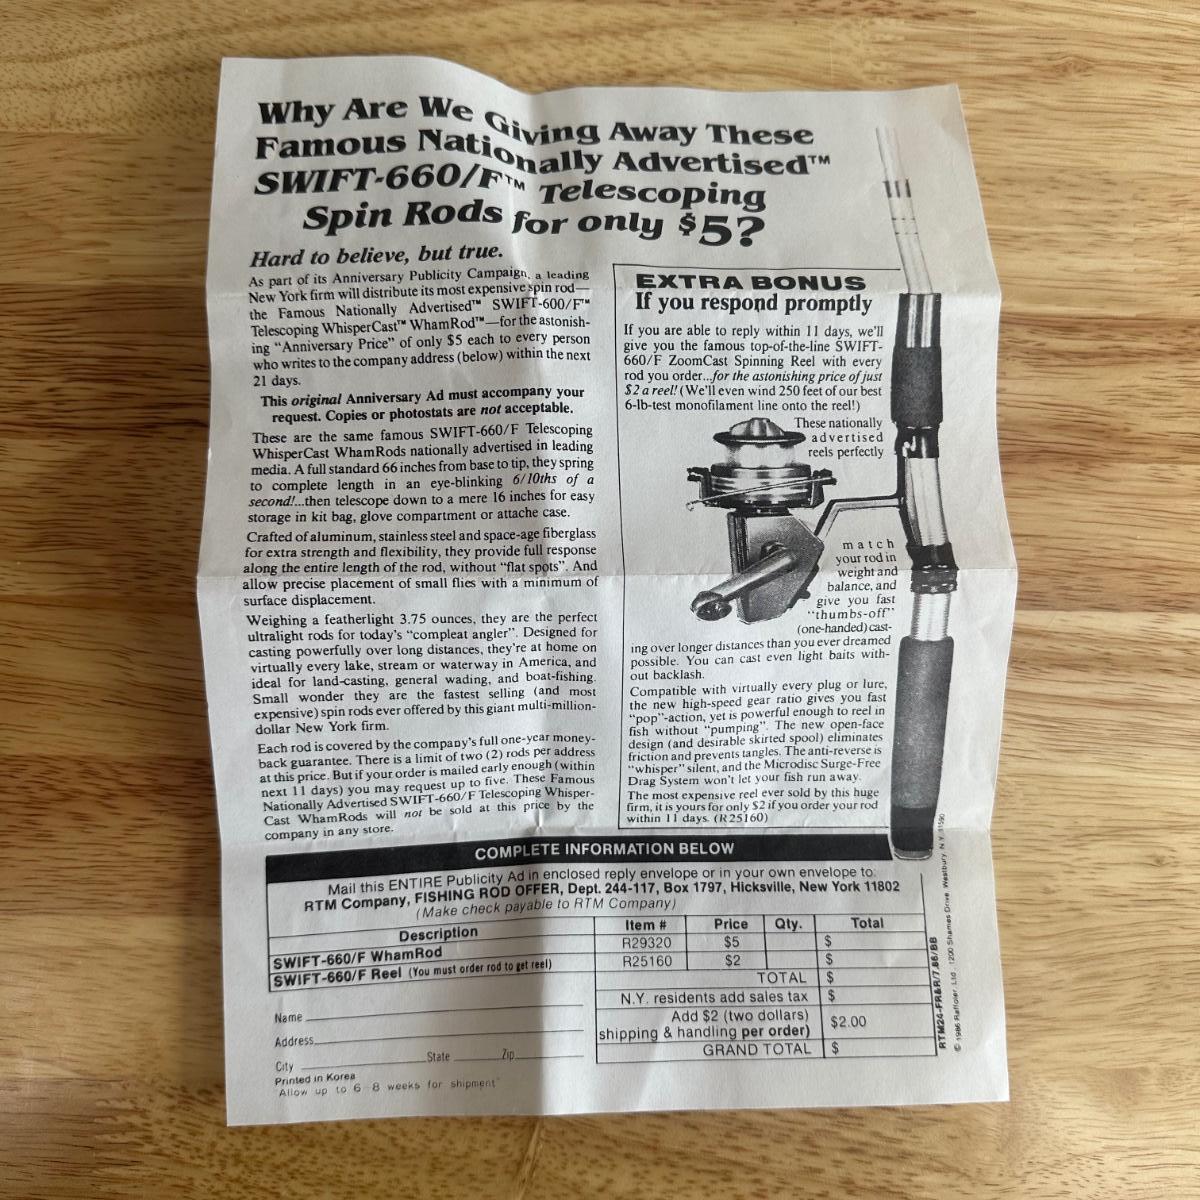 Why Are We Giving Away These
Famous Nationally Advertised™
SWIFT-660/F™ Telescoping
Spin Rods for only $5?
Hard to believe, but true.
As part of its Anniversary Publicity Campaign, a leading
New York firm will distribute its most expensive spin rod—
the Famous Nationally Advertised™ SWIFT-600/F™
Telescoping WhisperCast™ WhamRod™—for the astonish-
ing "Anniversary Price" of only $5 each to every person
who writes to the company address (below) within the next
21 days.
This original Anniversary Ad must accompany your
request. Copies or photostats are not acceptable.
These are the same famous SWIFT-660/F Telescoping
WhisperCast WhamRods nationally advertised in leading
media. A full standard 66 inches from base to tip, they spring
to complete length in an eye-blinking 6/10ths of a
second!...then telescope down to a mere 16 inches for easy
storage in kit bag, glove compartment or attache case.
Crafted of aluminum, stainless steel and space-age fiberglass
for extra strength and flexibility, they provide full response
along the entire length of the rod, without "flat spots". And
allow precise placement of small flies with a minimum of
surface displacement.
Weighing a featherlight 3.75 ounces, they are the perfect
ultralight rods for today's "compleat angler". Designed for
casting powerfully over long distances, they're at home on
virtually every lake, stream or waterway in America, and
ideal for land-casting, general wading, and boat-fishing.
Small wonder they are the fastest selling (and most
expensive) spin rods ever offered by this giant multi-million-
dollar New York firm.
Each rod is covered by the company's full one-year money-
back guarantee. There is a limit of two (2) rods per address
at this price. But if your order is mailed early enough (within
next 11 days) you may request up to five. These Famous
Nationally Advertised SWIFT-660/F Telescoping Whisper-
Cast WhamRods will not be sold at this price by the
company in any store.
EXTRA BONUS
If you respond promptly
If you are able to reply within 11 days, we'll
give you the famous top-of-the-line SWIFT-
660/F ZoomCast Spinning Reel with every
rod you order...for the astonishing price of just
$2 a reel! (We'll even wind 250 feet of our best
6-lb-test monofilament line onto the reel!)
These nationally
advertised
reels perfectly
match
your rod in
weight and
balance, and
give you fast
"thumbs-off"
(one-handed) cast-
ing over longer distances than you ever dreamed
possible. You can cast even light baits with-
out backlash.
Compatible with virtually every plug or lure,
the new high-speed gear ratio gives you fast
"pop"-action, yet is powerful enough to reel in
fish without "pumping". The new open-face
design (and desirable skirted spool) eliminates
friction and prevents tangles. The anti-reverse is
"whisper" silent, and the Microdisc Surge-Free
Drag System won't let your fish run away.
The most expensive reel ever sold by this huge
firm, it is yours for only $2 if you order your rod
within 11 days. (R25160)
COMPLETE INFORMATION BELOW
Mail this ENTIRE Publicity Ad in enclosed reply envelope or in your own envelope to:
RTM Company, FISHING ROD OFFER, Dept. 244-117, Box 1797, Hicksville, New York 11802
(Make check payable to RTM Company)
Description Item # Price Qty. Total
SWIFT-660/F WhamRod R29320 $5 $
SWIFT-660/F Reel (You must order rod to get reel) R25160 $2 $
TOTAL $
N.Y. residents add sales tax $
Add $2 (two dollars)
shipping & handling per order) $2.00
GRAND TOTAL $
Name
Address
City State Zip
Printed in Korea
Allow up to 6-8 weeks for shipment
RTM24-FR&R/7.86/BB
© 1986 Raffoler, Ltd., 1200 Shames Drive, Westbury, N.Y. 11590